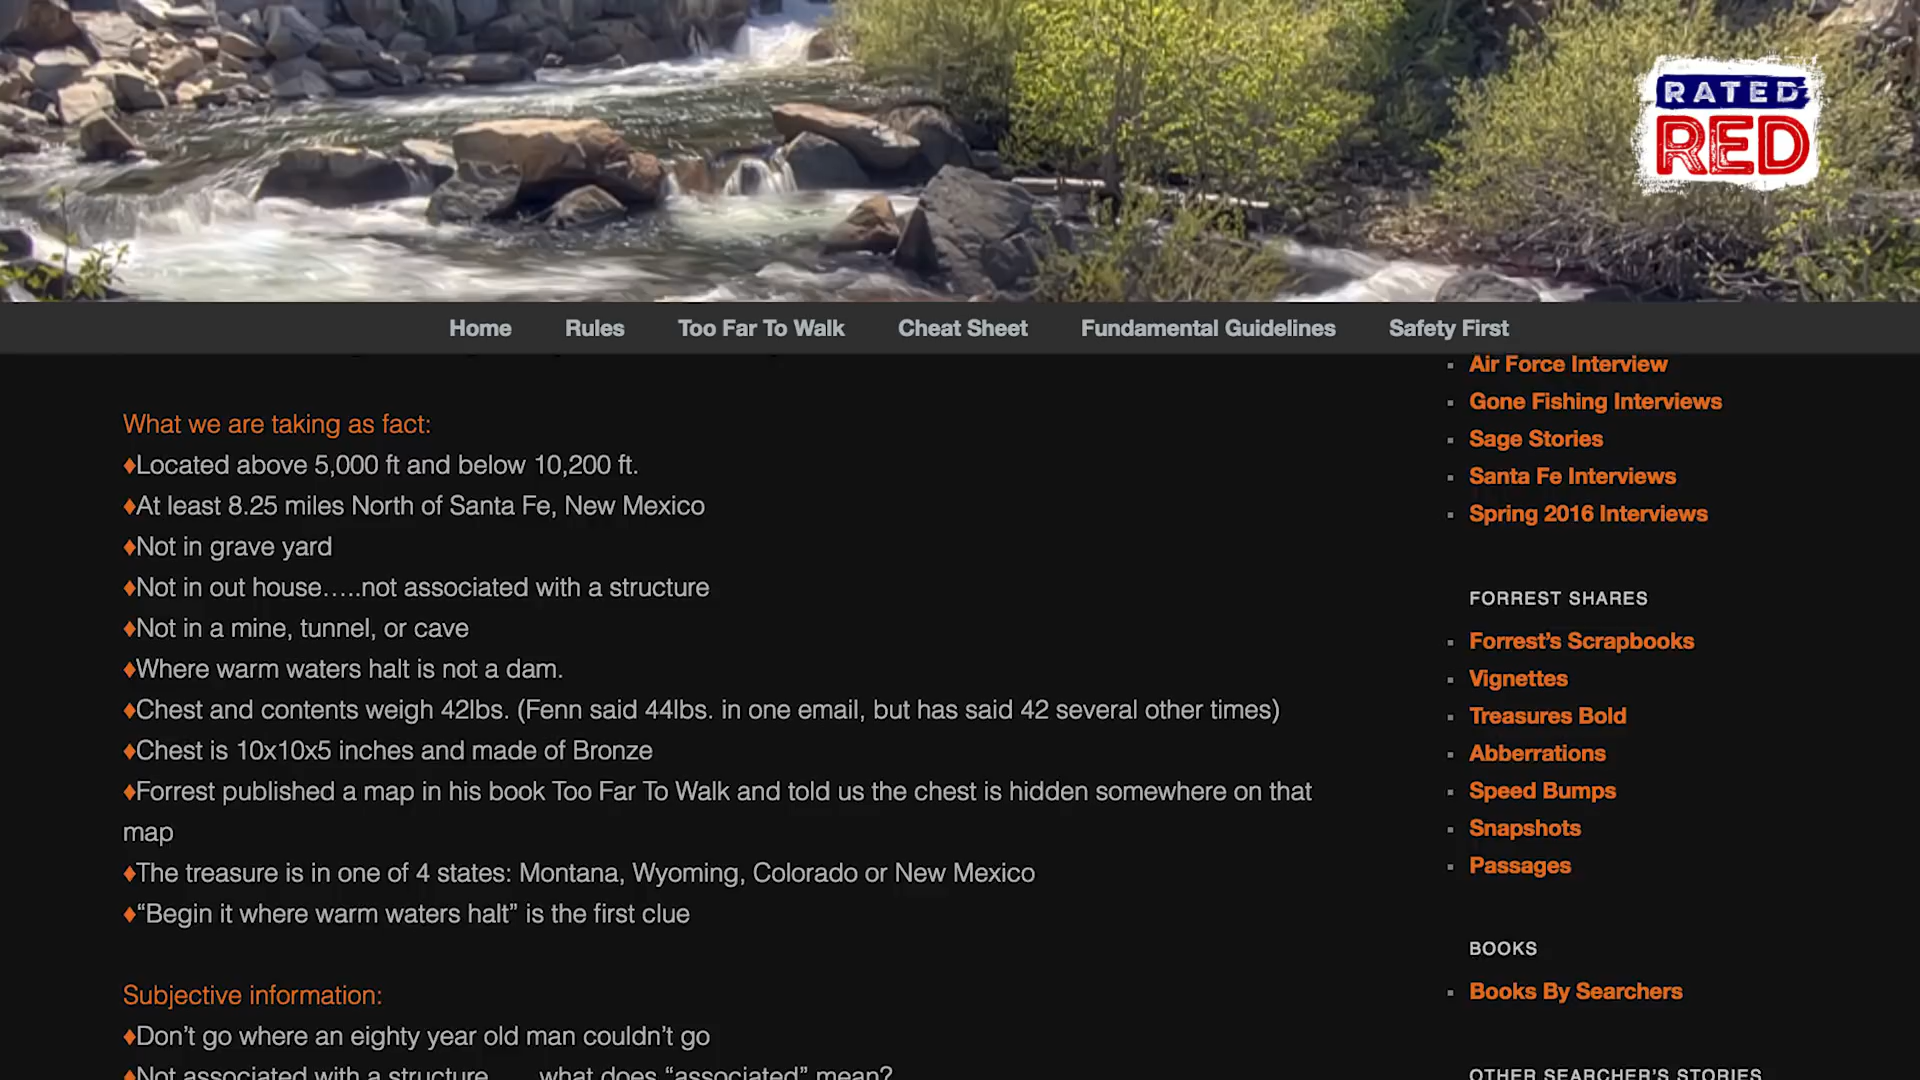 RATED
RED
Home Rules Too Far To Walk Cheat Sheet Fundamental Guidelines Safety First
What we are taking as fact:
♦Located above 5,000 ft and below 10,200 ft.
♦At least 8.25 miles North of Santa Fe, New Mexico
♦Not in grave yard
♦Not in out house…..not associated with a structure
♦Not in a mine, tunnel, or cave
♦Where warm waters halt is not a dam.
♦Chest and contents weigh 42lbs. (Fenn said 44lbs. in one email, but has said 42 several other times)
♦Chest is 10x10x5 inches and made of Bronze
♦Forrest published a map in his book Too Far To Walk and told us the chest is hidden somewhere on that
map
♦The treasure is in one of 4 states: Montana, Wyoming, Colorado or New Mexico
♦“Begin it where warm waters halt” is the first clue
Subjective information:
♦Don’t go where an eighty year old man couldn’t go
♦Not associated with a structure……what does “associated” mean?
Air Force Interview
Gone Fishing Interviews
Sage Stories
Santa Fe Interviews
Spring 2016 Interviews
FORREST SHARES
Forrest’s Scrapbooks
Vignettes
Treasures Bold
Abberrations
Speed Bumps
Snapshots
Passages
BOOKS
Books By Searchers
OTHER SEARCHER’S STORIES